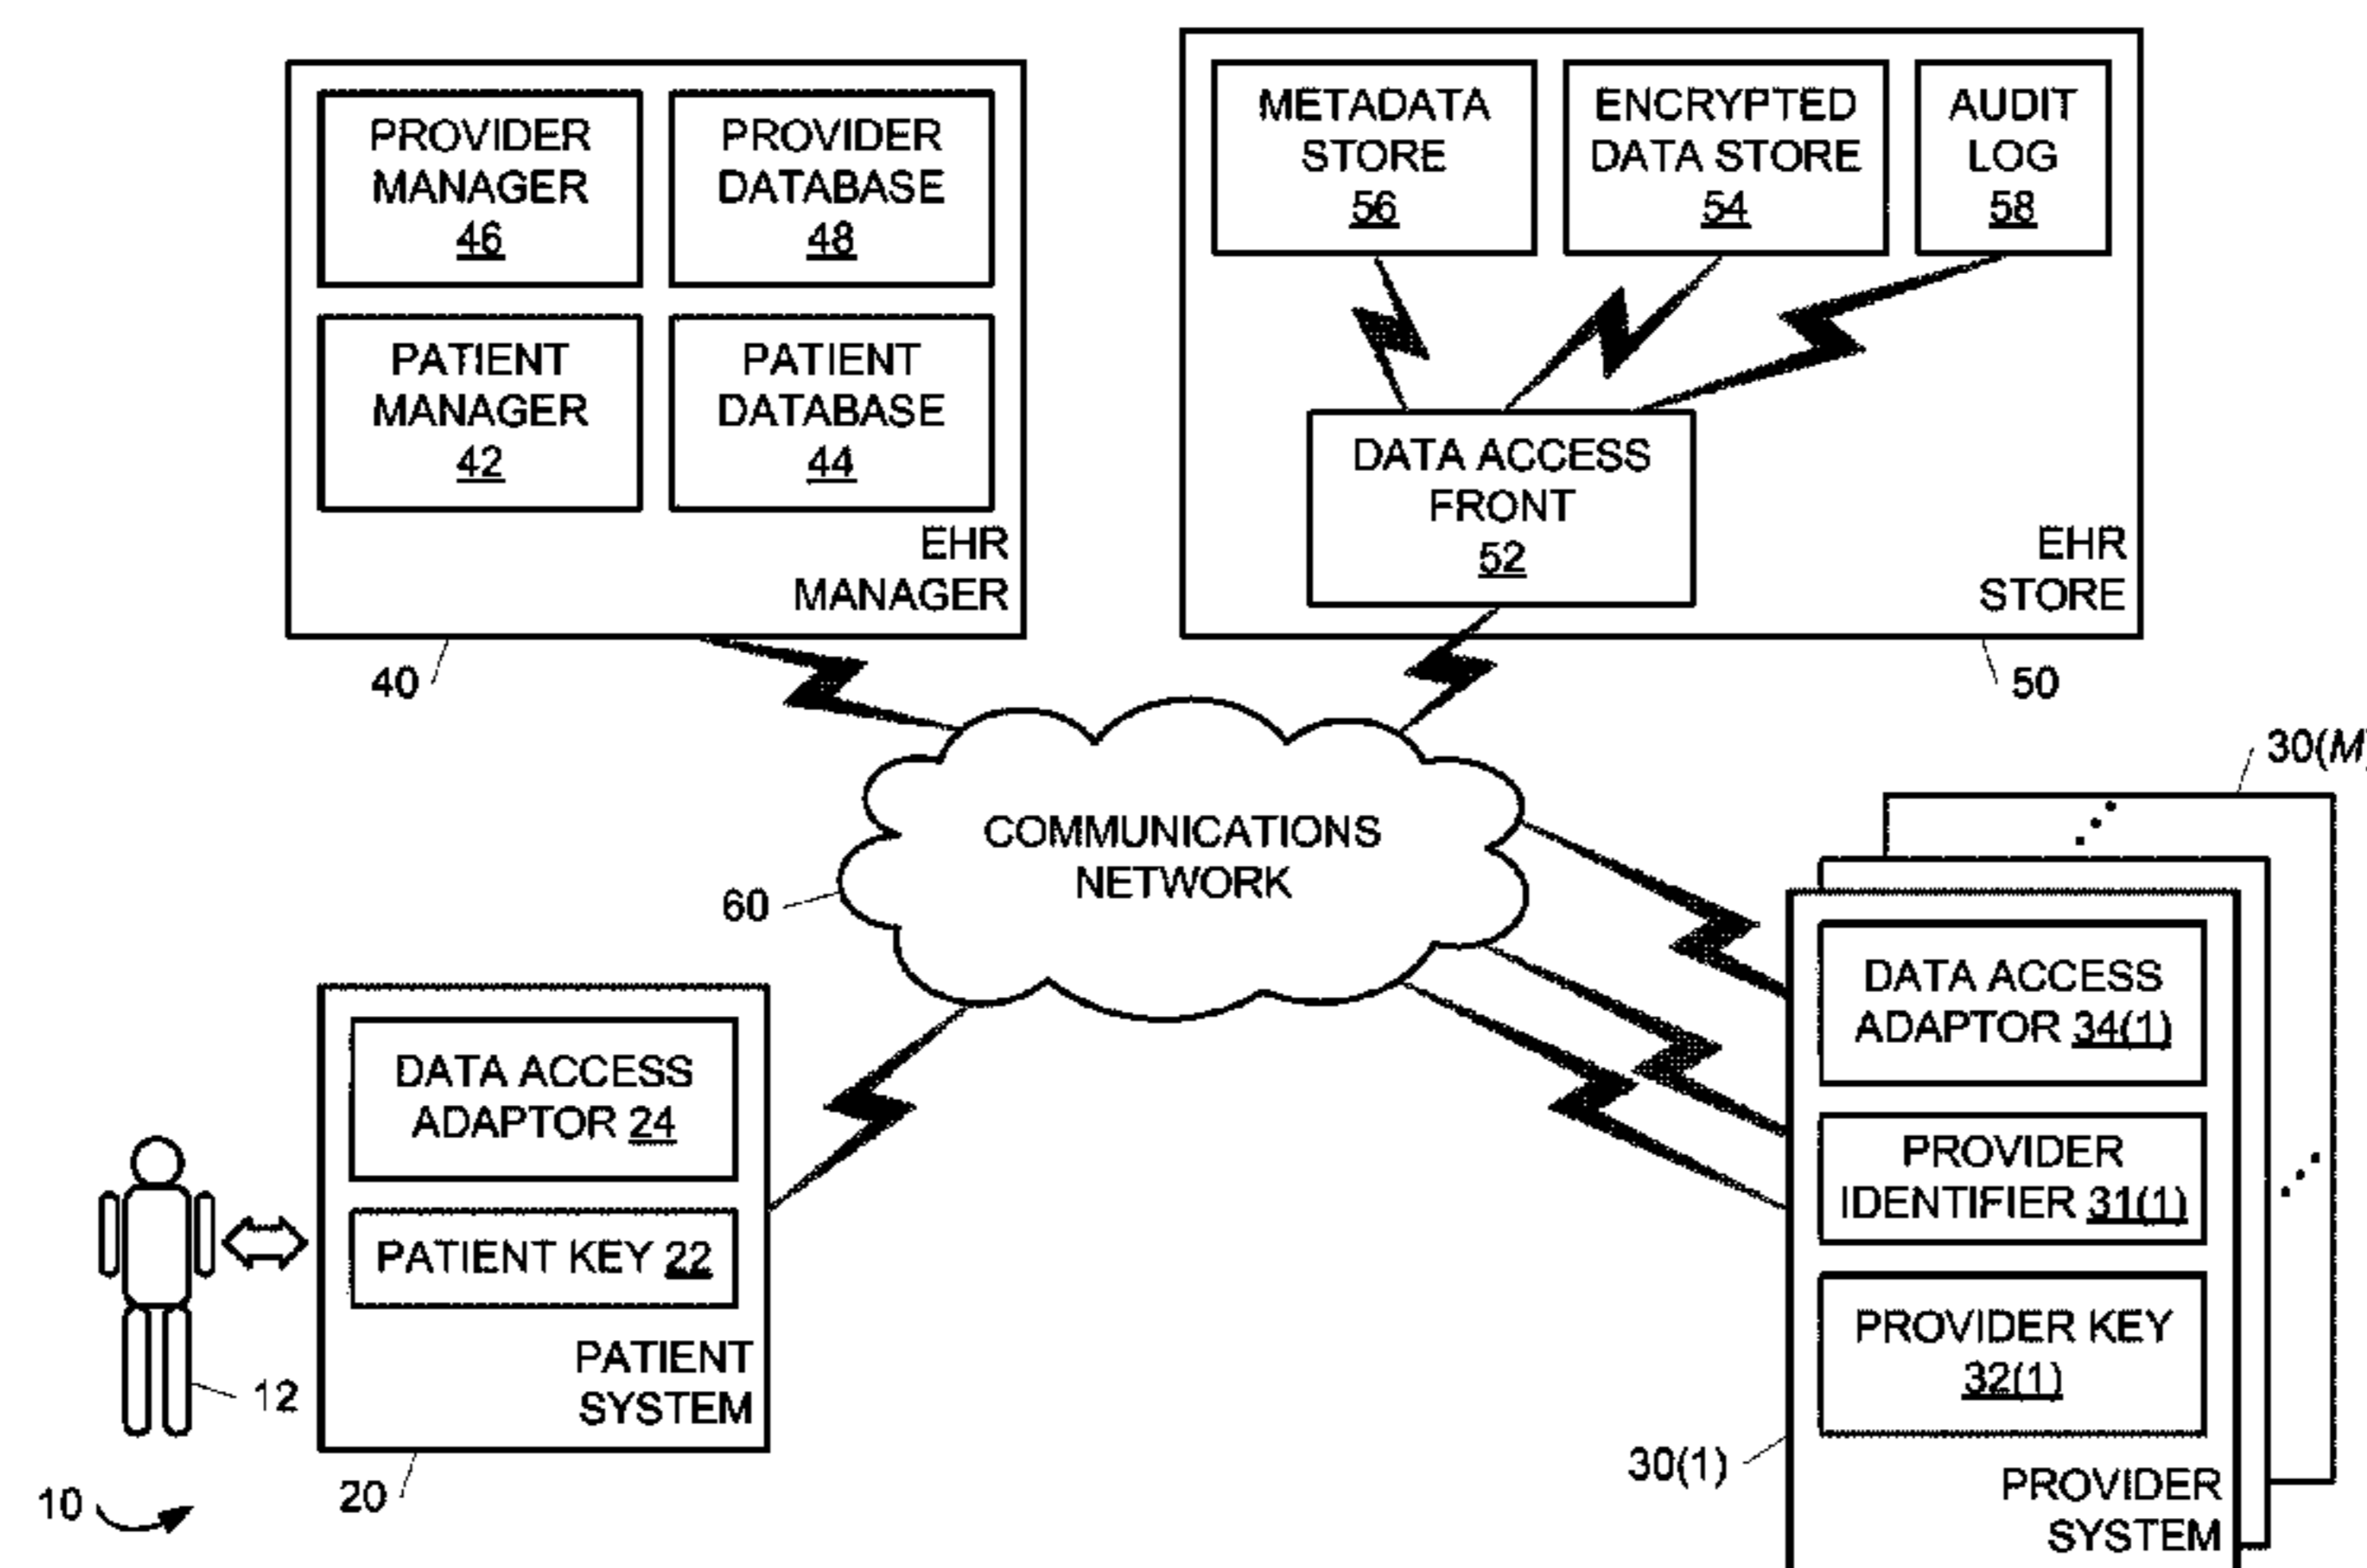 PROVIDER
MANAGER
46
PROVIDER
DATABASE
48
PATIENT
MANAGER
42
PATIENT
DATABASE
44
EHR
MANAGER
40
METADATA
STORE
56
ENCRYPTED
DATA STORE
54
AUDIT
LOG
58
DATA ACCESS
FRONT
52
EHR
STORE
50
COMMUNICATIONS
NETWORK
60
30(M)
DATA ACCESS
ADAPTOR 34(1)
PROVIDER
IDENTIFIER 31(1)
PROVIDER KEY
32(1)
PROVIDER
SYSTEM
30(1)
DATA ACCESS
ADAPTOR 24
PATIENT KEY 22
PATIENT
SYSTEM
20
12
10